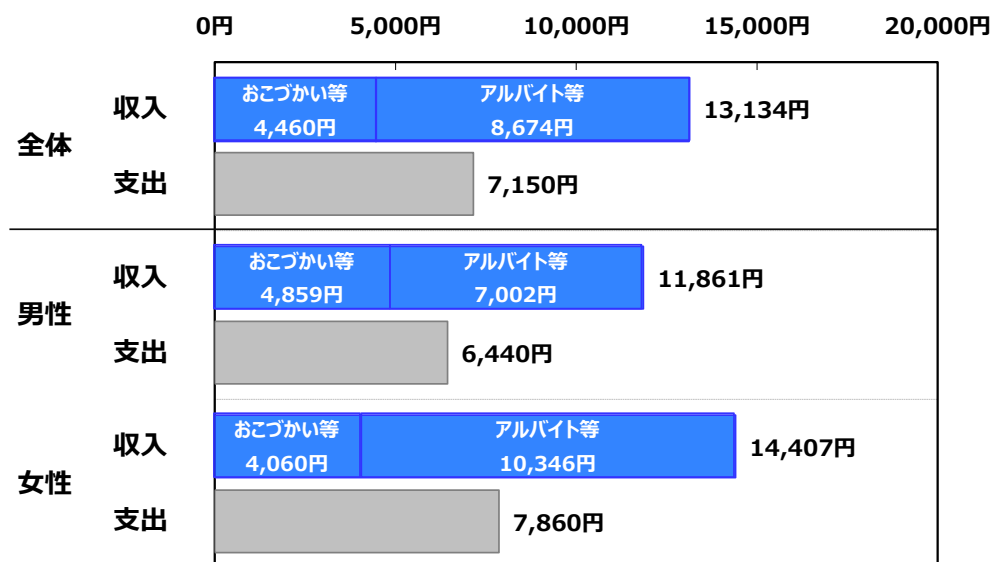 0円 5,000円 10,000円 15,000円 20,000円
全体
収入
おこづかい等 アルバイト等
4,460円 8,674円
13,134円
支出
7,150円
男性
収入
おこづかい等 アルバイト等
4,859円 7,002円
11,861円
支出
6,440円
女性
収入
おこづかい等 アルバイト等
4,060円 10,346円
14,407円
支出
7,860円